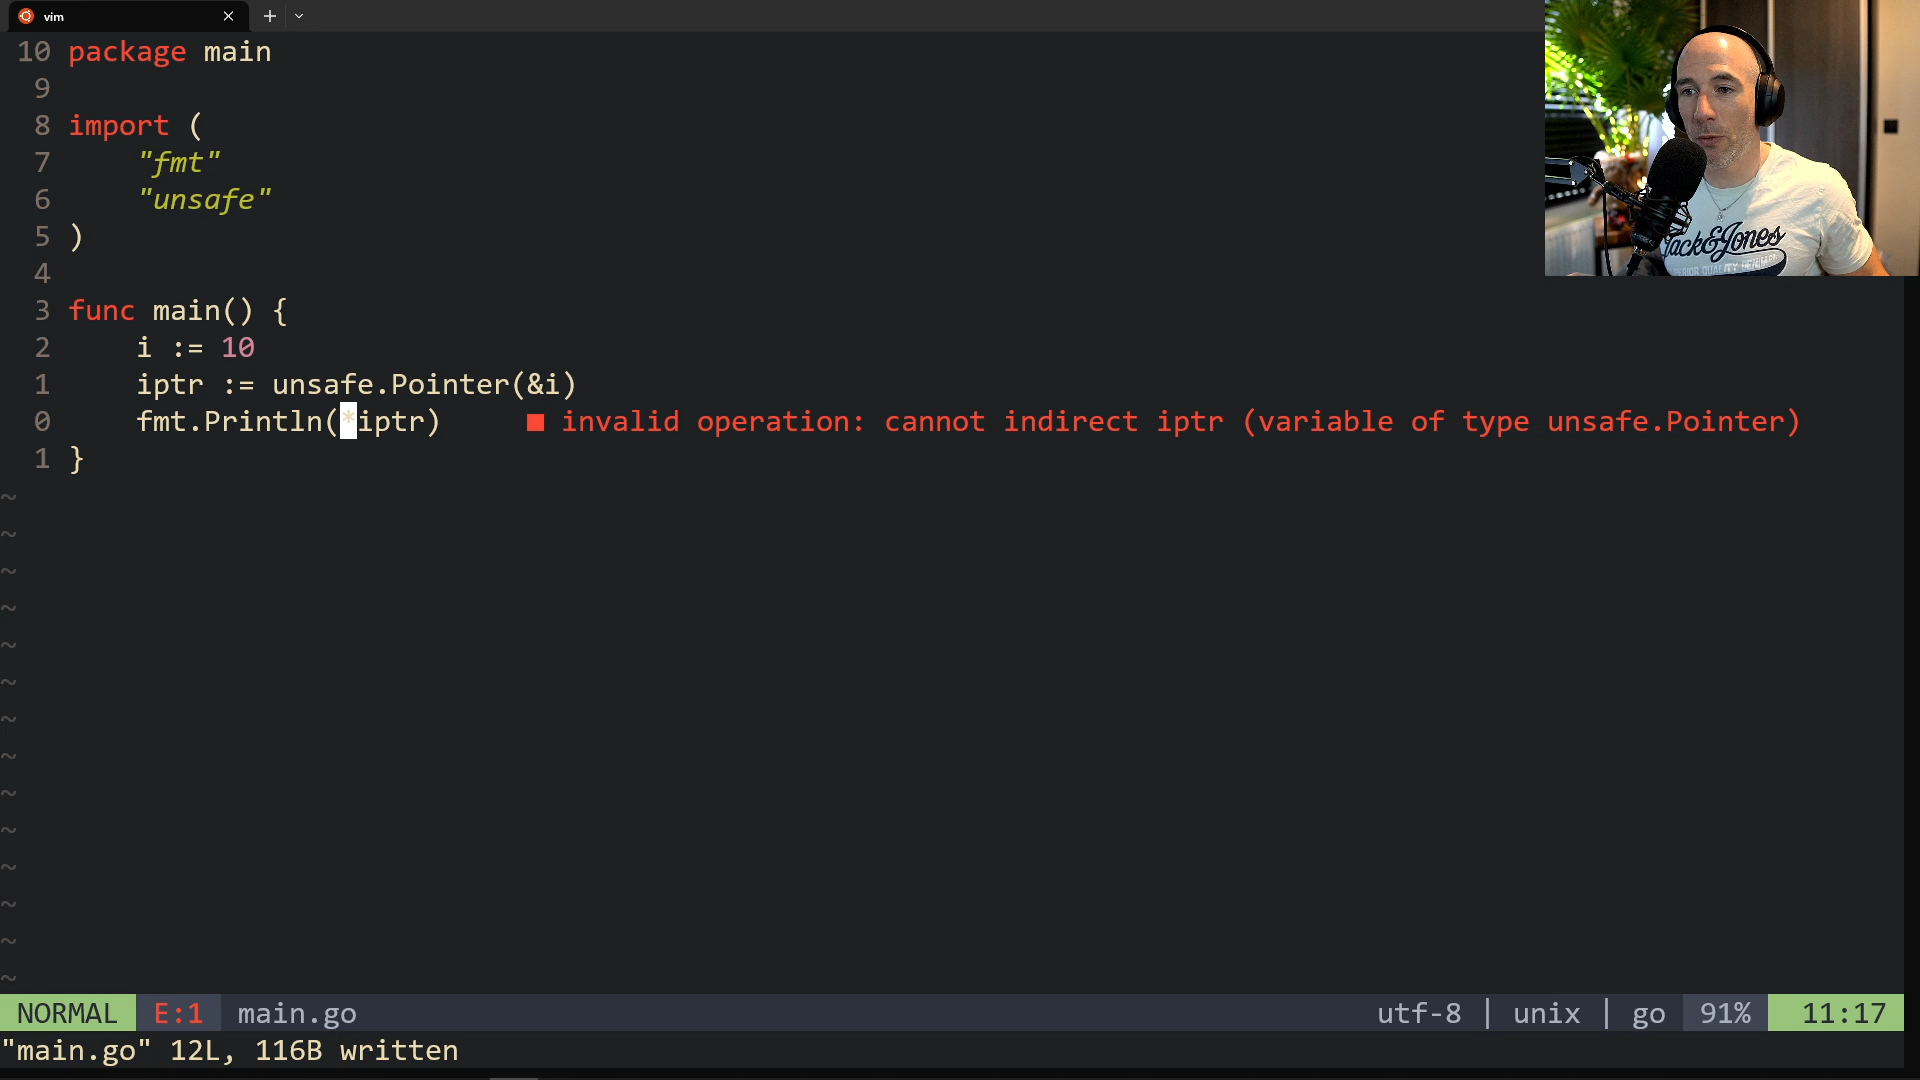 vim
10 package main
9
8 import (
7 "fmt"
6 "unsafe"
5 )
4
3 func main() {
2 i := 10
1 iptr := unsafe.Pointer(&i)
0 fmt.Println(*iptr) ■ invalid operation: cannot indirect iptr (variable of type unsafe.Pointer)
1 }
~
~
~
~
~
~
~
~
~
~
~
~
~
~
Jack&Jones
NORMAL E:1 main.go utf-8 | unix | go 91% 11:17
"main.go" 12L, 116B written